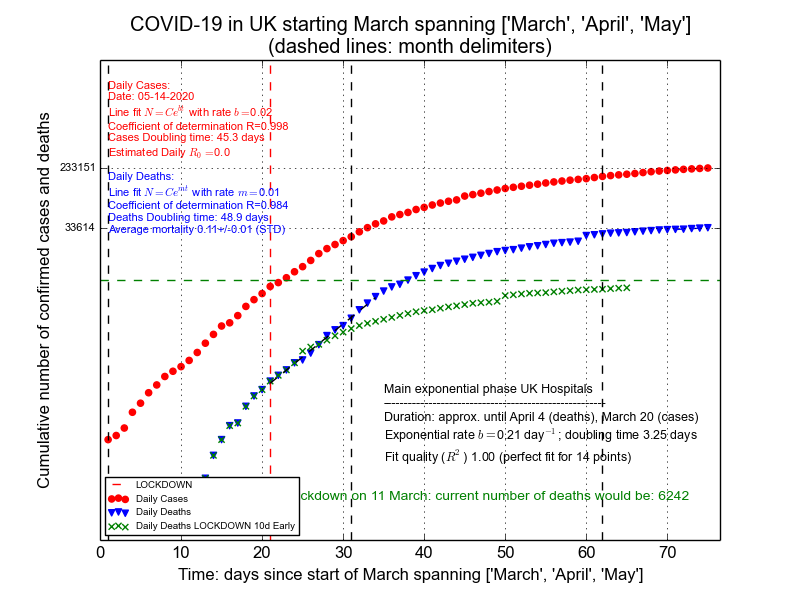 COVID-19 in UK starting March spanning ['March', 'April', 'May']
(dashed lines: month delimiters)
Cumulative number of confirmed cases and deaths
233151
33614
Daily Cases:
Date: 05-14-2020
Line fit N=Ce^{bt} with rate b=0.02
Coefficient of determination R=0.998
Cases Doubling time: 45.3 days
Estimated Daily R_0=0.0
Daily Deaths:
Line fit N=Ce^{mt} with rate m=0.01
Coefficient of determination R=0.984
Deaths Doubling time: 48.9 days
Average mortality 0.11+/-0.01 (STD)
Main exponential phase UK Hospitals
------------------------------------------------------
Duration: approx. until April 4 (deaths), March 20 (cases)
Exponential rate b=0.21 day^{-1}; doubling time 3.25 days
Fit quality (R^2) 1.00 (perfect fit for 14 points)
ckdown on 11 March: current number of deaths would be: 6242
LOCKDOWN
Daily Cases
Daily Deaths
Daily Deaths LOCKDOWN 10d Early
0 10 20 30 40 50 60 70
Time: days since start of March spanning ['March', 'April', 'May']